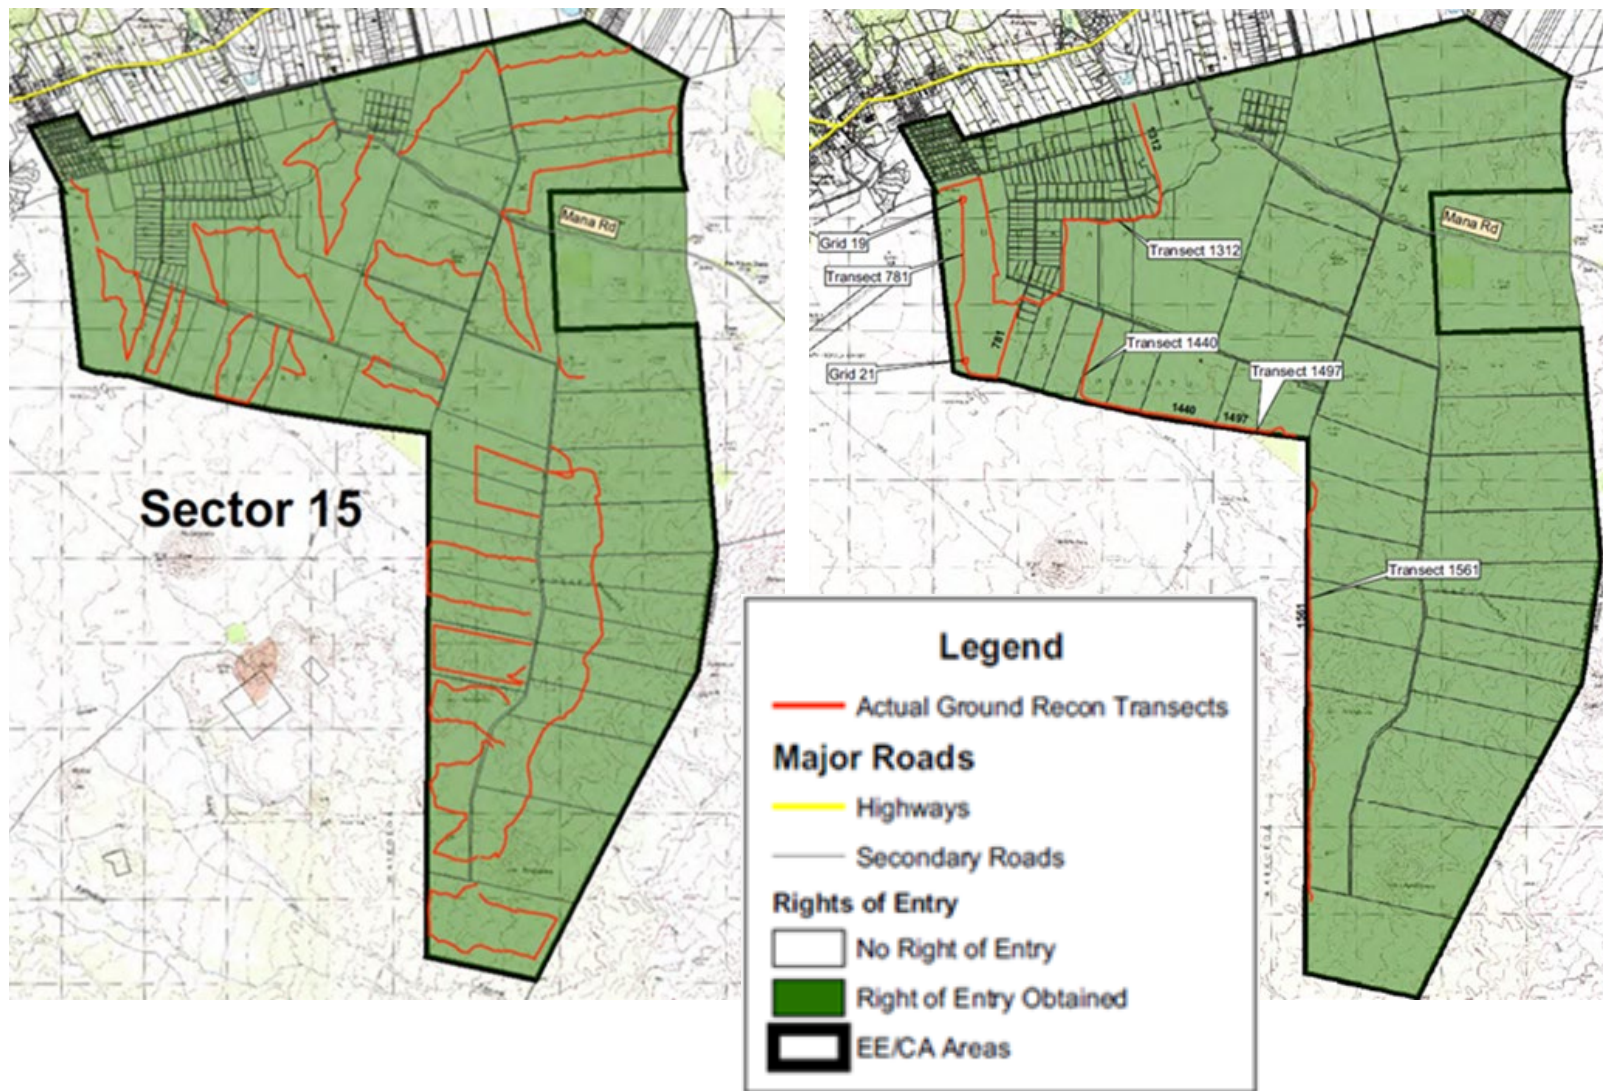 Mana Rd
Sector 15
Mana Rd
1312
Grid 19
Transect 1312
Transect 781
781
Transect 1440
Grid 21
Transect 1497
1440
1497
Transect 1561
1561
Legend
Actual Ground Recon Transects
Major Roads
Highways
Secondary Roads
Rights of Entry
No Right of Entry
Right of Entry Obtained
EE/CA Areas